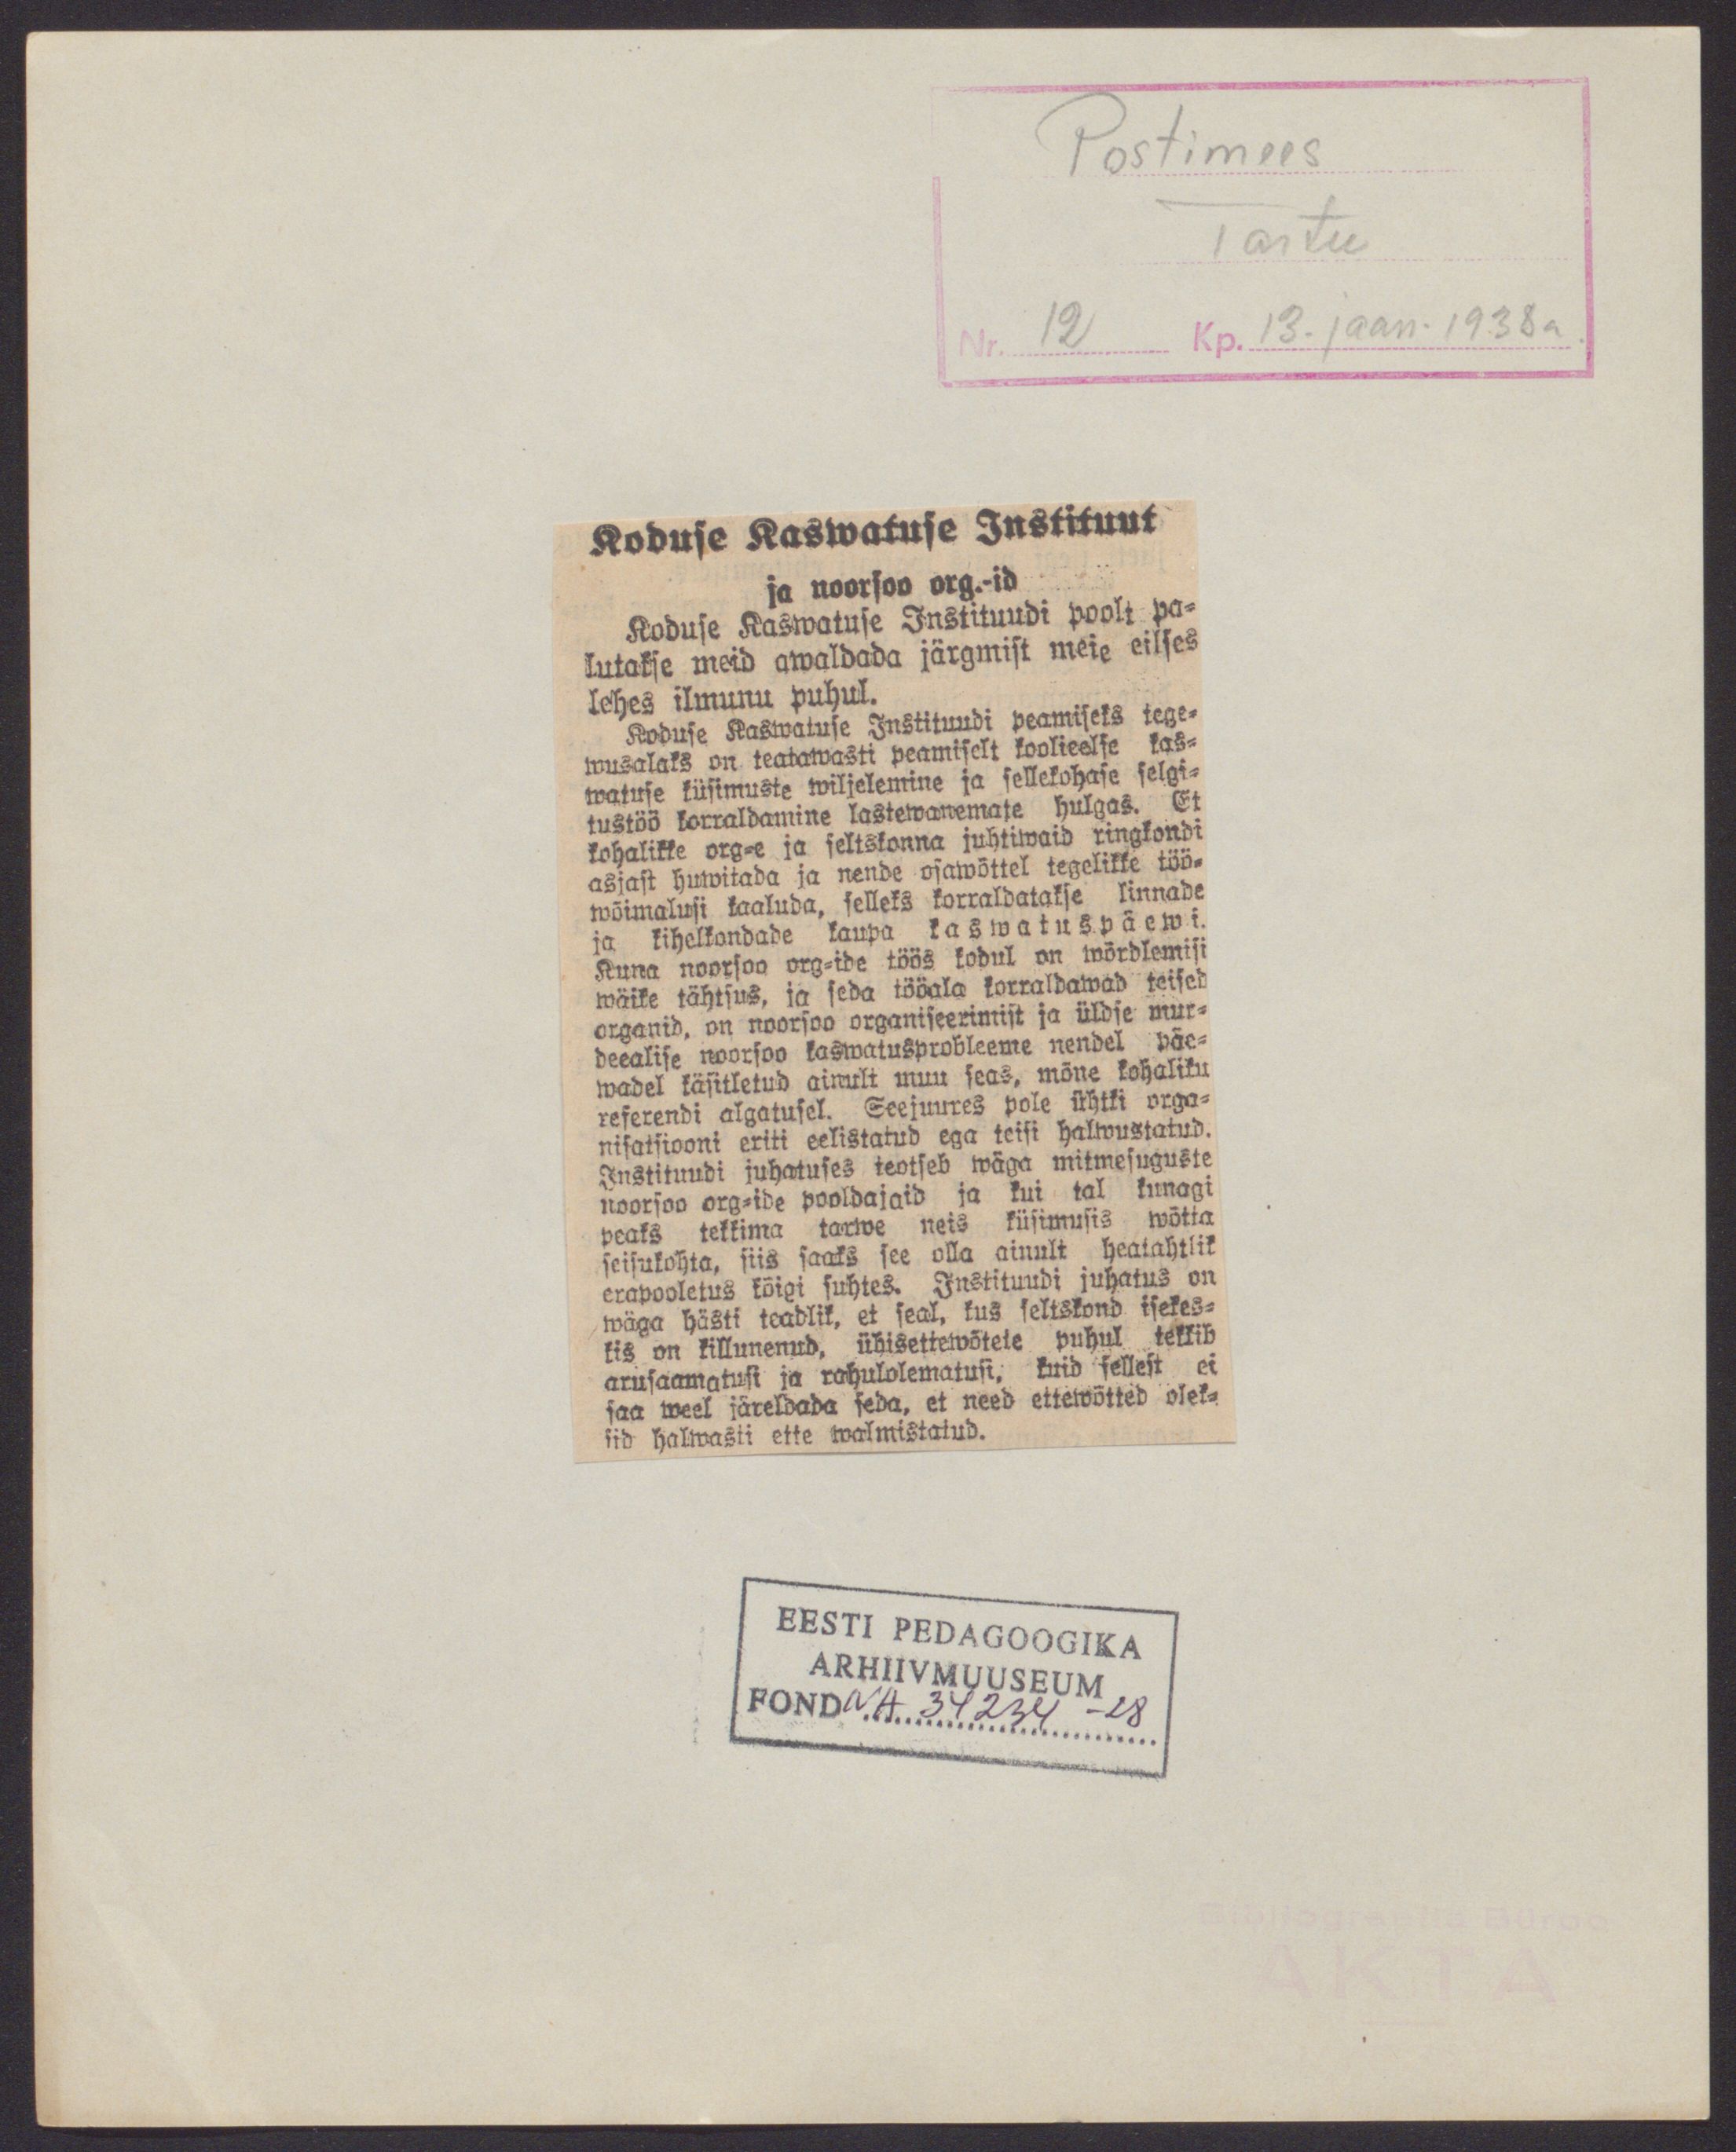 Postimees
Tartu
Nr. 12 Kp. 13. jaan. 1938 a.
Koduse Kaswatuse Instituut
ja noorsoo org.-id
Koduse Kaswatuse Instituudi poolt pa-
lutakse meid awaldada järgmist meie eilses
lehes ilmunu puhul.
Koduse Kaswatuse Instituudi peamiseks tege-
wusalaks on teatawasti peamiselt koolieelse kas-
watuse küsimuste wiljelemine ja sellekohase selgi-
tustöö korraldamine lastewanemate hulgas. Et
kohalikke org-e ja seltskonna juhtiwaid ringkondi
asjast huwitada ja nende osawõttel tegelikke töö-
wõimalusi kaaluda, selleks korraldatakse linnade
ja kihelkondade kaupa kaswatuspäewi.
Kuna noorsoo org-ide töös kodul on wõrdlemisi
wäike tähtsus, ja seda tööala korraldawad teised
organid, on noorsoo organiseerimist ja üldse mur-
deealise noorsoo kaswatusprobleeme nendel päe-
wadel käsitletud ainult muu seas, mõne kohaliku
referendi algatusel. Seejuures pole ühtki orga-
nisatsiooni eriti eelistatud ega teisi halwustatud.
Instituudi juhatuses teotseb wäga mitmesuguste
noorsoo org-ide pooldajaid ja kui tal kunagi
peaks tekkima tarwe neis küsimusis wõtta
seisukohta, siis saaks see olla ainult heatahtlik
erapooletus kõigi suhtes. Instituudi juhatus on
wäga hästi teadlik, et seal, kus seltskond isekes-
kis on killunenud, ühisettewõtete puhul tekkib
arusaamatusi ja rahulolematusi, kuid sellest ei
saa weel järeldada seda, et need ettewõtted olek-
sid halwasti ette walmistatud.
EESTI PEDAGOOGIKA
ARHIIVMUUSEUM
FOND NA 34234 -28
Bibliograafia Büroo
AKTA